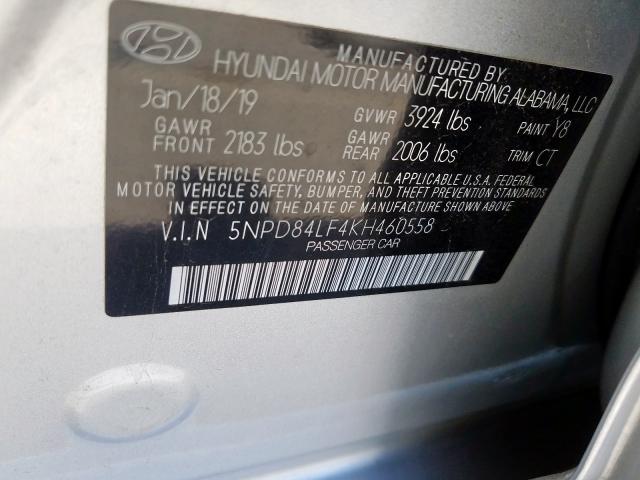 MANUFACTURED BY
HYUNDAI MOTOR MANUFACTURING ALABAMA, LLC
Jan/18/19 GVWR 3924 lbs PAINT Y8
GAWR FRONT 2183 lbs GAWR REAR 2006 lbs TRIM CT
THIS VEHICLE CONFORMS TO ALL APPLICABLE U.S.A. FEDERAL
MOTOR VEHICLE SAFETY, BUMPER, AND THEFT PREVENTION STANDARDS
IN EFFECT ON THE DATE OF MANUFACTURE SHOWN ABOVE.
V.I.N 5NPD84LF4KH460558
PASSENGER CAR